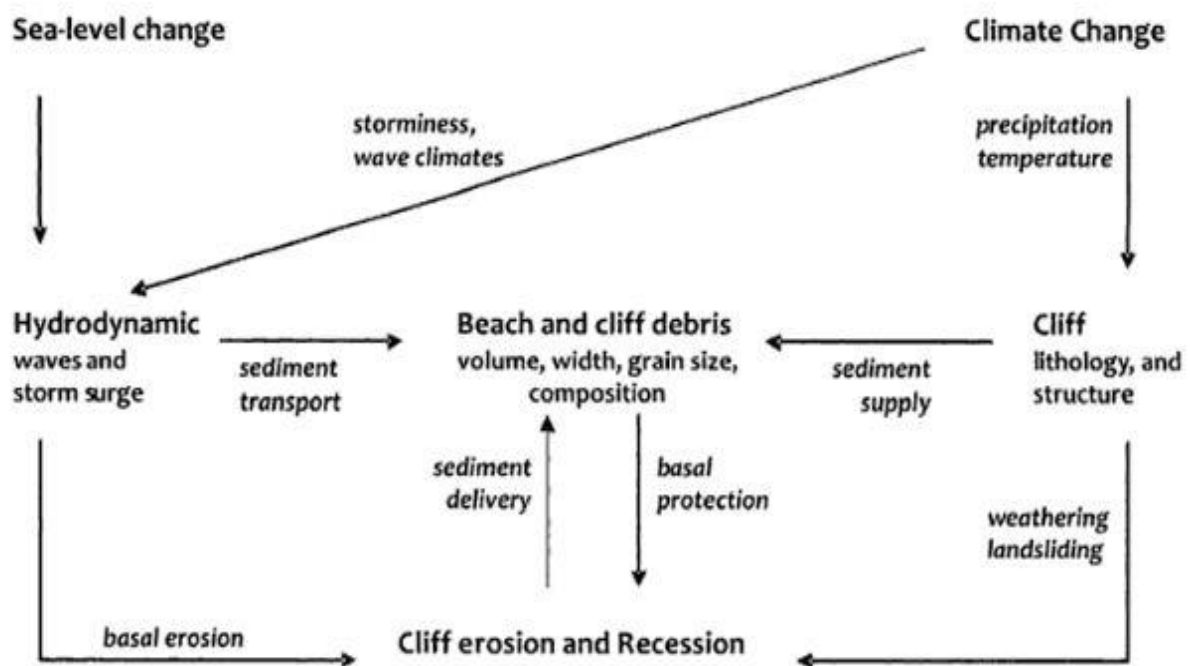 Sea-level change
Climate Change
storminess,
wave climates
precipitation
temperature
Hydrodynamic
waves and
storm surge
sediment
transport
Beach and cliff debris
volume, width, grain size,
composition
sediment
supply
Cliff
lithology, and
structure
sediment
delivery
basal
protection
weathering
landsliding
basal erosion
Cliff erosion and Recession